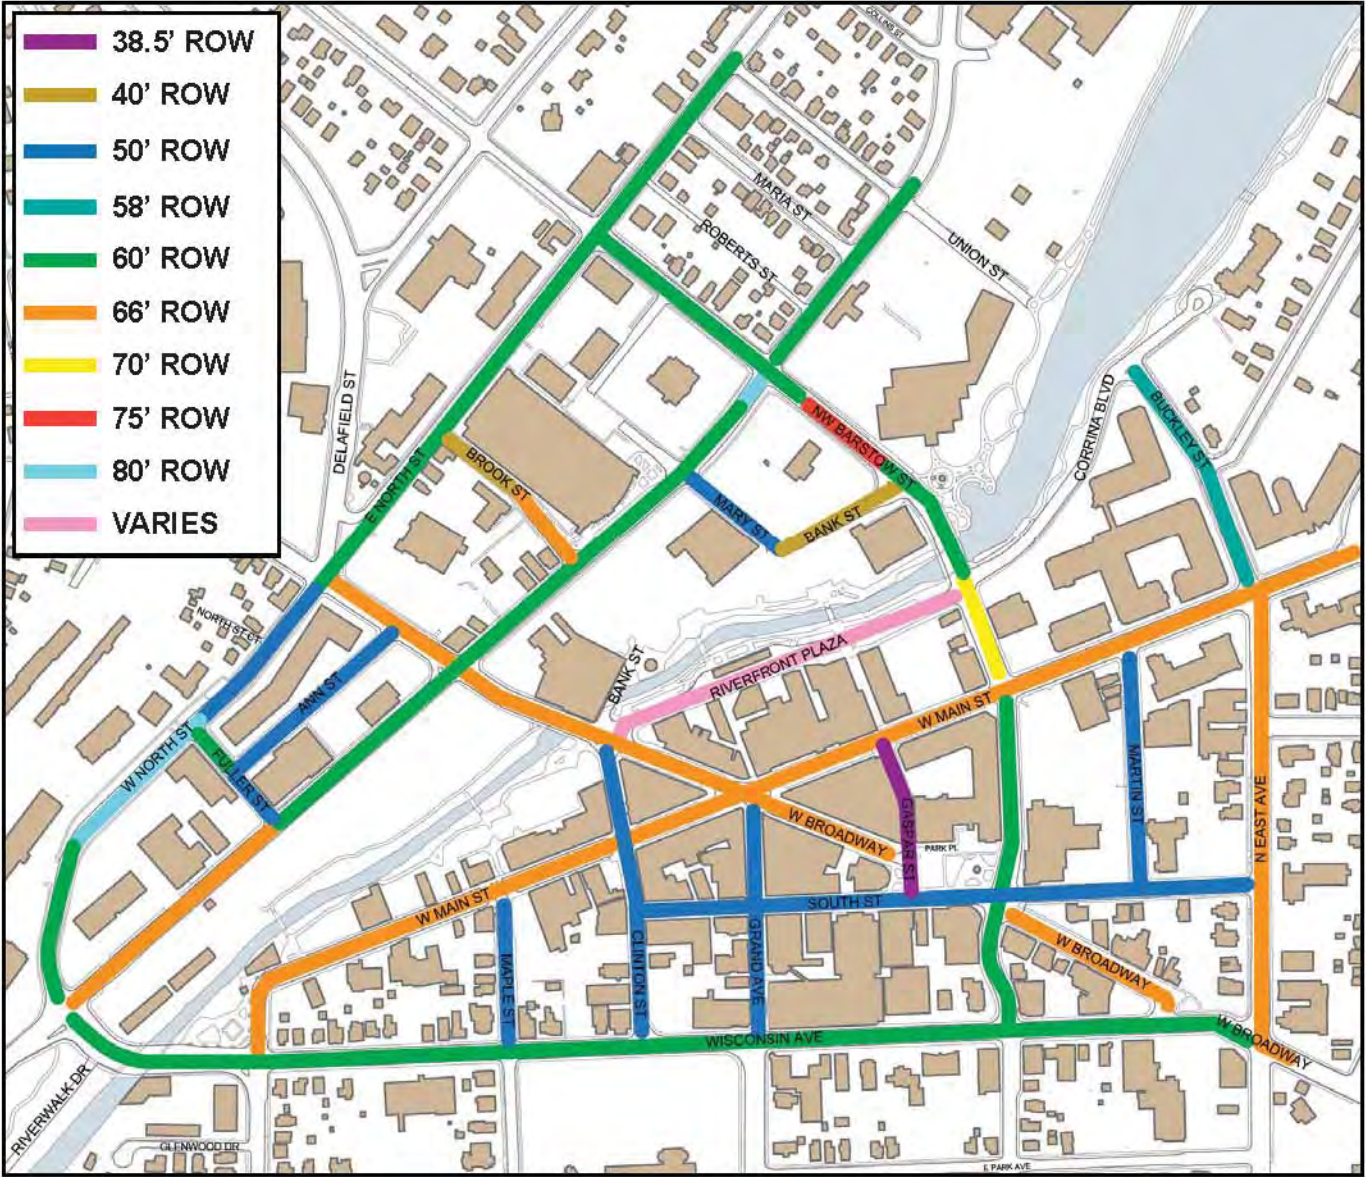 38.5' ROW
40' ROW
50' ROW
58' ROW
60' ROW
66' ROW
70' ROW
75' ROW
80' ROW
VARIES
COLLINS ST
MARIA ST
ROBERTS ST
UNION ST
DELAFIELD ST
E NORTH ST
BROOK ST
NW BARSTOW ST
MARY ST
BANK ST
CORRINA BLVD
BUCKLEY ST
NORTH ST CT
ANN ST
BANK ST
RIVERFRONT PLAZA
W MAIN ST
W NORTH ST
FULLER ST
MARTIN ST
N EAST AVE
W BROADWAY
GASPAR ST
PARK PL
W MAIN ST
SOUTH ST
MAPLE ST
CLINTON ST
GRAND AVE
W BROADWAY
WISCONSIN AVE
W BROADWAY
RIVERWALK DR
GLENWOOD DR
E PARK AVE